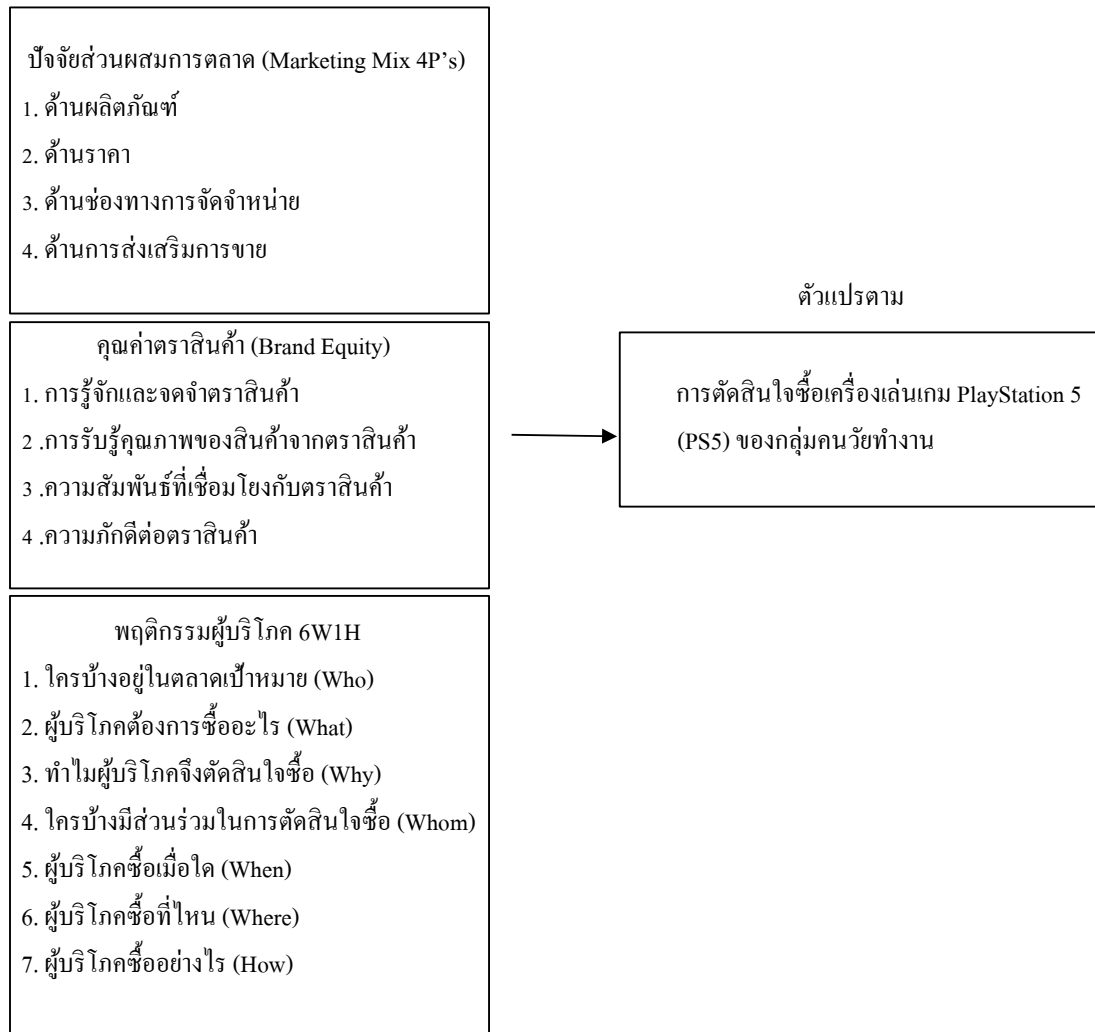 ปัจจัยส่วนผสมการตลาด (Marketing Mix 4P’s)
1. ด้านผลิตภัณฑ์
2. ด้านราคา
3. ด้านช่องทางการจัดจำหน่าย
4. ด้านการส่งเสริมการขาย
คุณค่าตราสินค้า (Brand Equity)
1. การรู้จักและจดจำตราสินค้า
2 .การรับรู้คุณภาพของสินค้าจากตราสินค้า
3 .ความสัมพันธ์ที่เชื่อมโยงกับตราสินค้า
4 .ความภักดีต่อตราสินค้า
พฤติกรรมผู้บริโภค 6W1H
1. ใครบ้างอยู่ในตลาดเป้าหมาย (Who)
2. ผู้บริโภคต้องการซื้ออะไร (What)
3. ทำไมผู้บริโภคจึงตัดสินใจซื้อ (Why)
4. ใครบ้างมีส่วนร่วมในการตัดสินใจซื้อ (Whom)
5. ผู้บริโภคซื้อเมื่อใด (When)
6. ผู้บริโภคซื้อที่ไหน (Where)
7. ผู้บริโภคซื้ออย่างไร (How)
ตัวแปรตาม
การตัดสินใจซื้อเครื่องเล่นเกม PlayStation 5
(PS5) ของกลุ่มคนวัยทำงาน